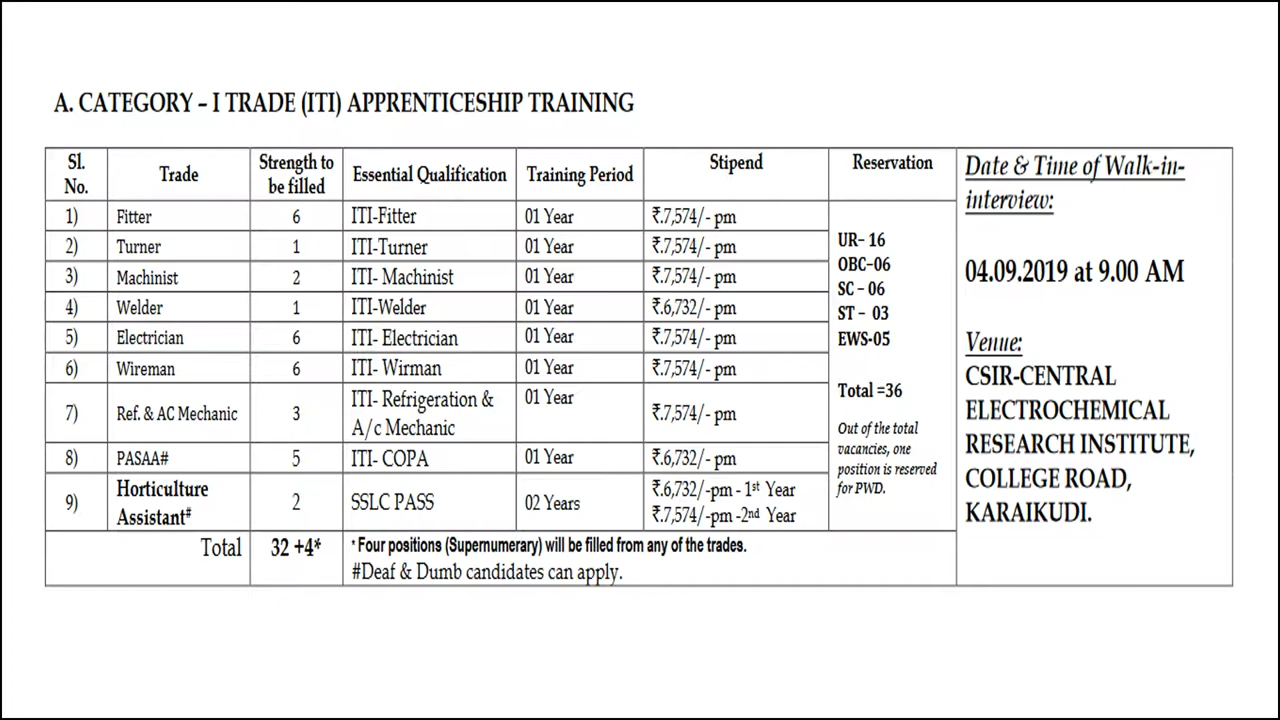 A. CATEGORY – I TRADE (ITI) APPRENTICESHIP TRAINING
Sl. No. Trade Strength to be filled Essential Qualification Training Period Stipend Reservation
1) Fitter 6 ITI-Fitter 01 Year ₹.7,574/- pm
2) Turner 1 ITI-Turner 01 Year ₹.7,574/- pm
3) Machinist 2 ITI- Machinist 01 Year ₹.7,574/- pm
4) Welder 1 ITI-Welder 01 Year ₹.6,732/- pm
5) Electrician 6 ITI- Electrician 01 Year ₹.7,574/- pm
6) Wireman 6 ITI- Wirman 01 Year ₹.7,574/- pm
7) Ref. & AC Mechanic 3 ITI- Refrigeration & A/c Mechanic 01 Year ₹.7,574/- pm
8) PASAA# 5 ITI- COPA 01 Year ₹.6,732/- pm
9) Horticulture Assistant# 2 SSLC PASS 02 Years ₹.6,732/-pm - 1st Year ₹.7,574/-pm -2nd Year
UR– 16
OBC–06
SC – 06
ST – 03
EWS-05
Total =36
Out of the total
vacancies, one
position is reserved
for PWD.
Total 32 +4* * Four positions (Supernumerary) will be filled from any of the trades.
#Deaf & Dumb candidates can apply.
Date & Time of Walk-in-
interview:
04.09.2019 at 9.00 AM
Venue:
CSIR-CENTRAL
ELECTROCHEMICAL
RESEARCH INSTITUTE,
COLLEGE ROAD,
KARAIKUDI.